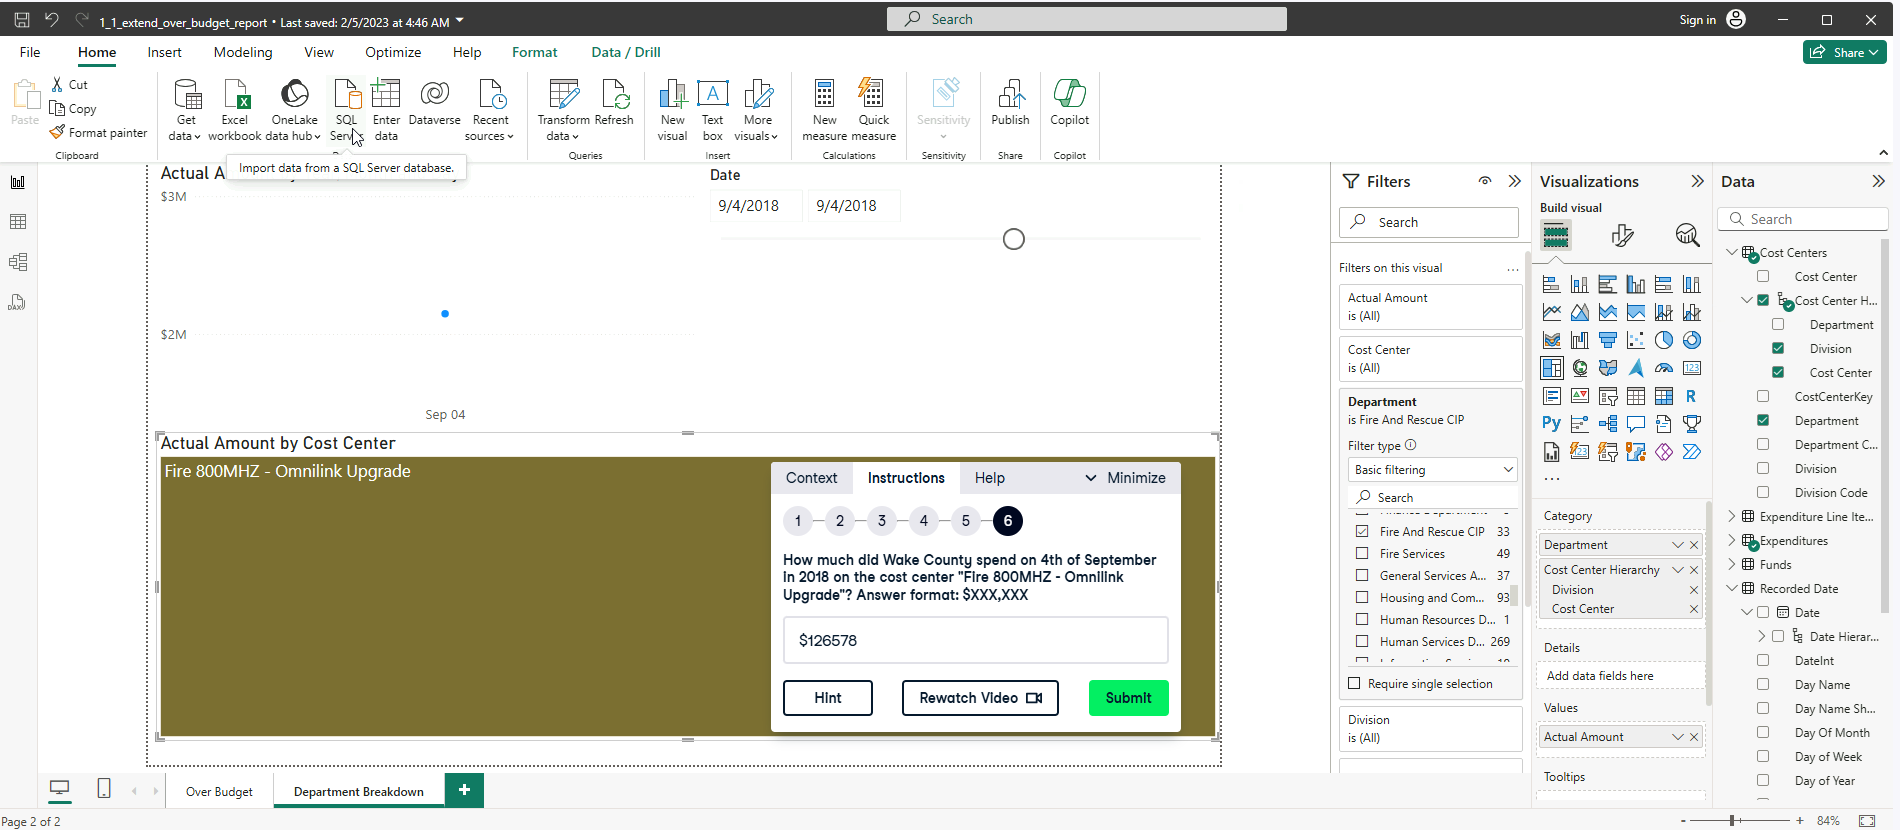 1_1_extend_over_budget_report • Last saved: 2/5/2023 at 4:46 AM
Search
Sign in
File
Home
Insert
Modeling
View
Optimize
Help
Format
Data / Drill
Share
Paste
Cut
Copy
Format painter
Clipboard
Get data
Excel workbook
OneLake data hub
SQL Server
Enter data
Dataverse
Recent sources
Transform data
Refresh
Queries
New visual
Text box
More visuals
Insert
New measure
Quick measure
Calculations
Sensitivity
Sensitivity
Publish
Share
Copilot
Copilot
Import data from a SQL Server database.
Actual A
$3M
$2M
Sep 04
Date
9/4/2018
9/4/2018
Actual Amount by Cost Center
Fire 800MHZ - Omnilink Upgrade
Context
Instructions
Help
Minimize
1
2
3
4
5
6
How much did Wake County spend on 4th of September
in 2018 on the cost center "Fire 800MHZ - Omnilink
Upgrade"? Answer format: $XXX,XXX
$126578
Hint
Rewatch Video
Submit
Filters
Search
Filters on this visual
...
Actual Amount
is (All)
Cost Center
is (All)
Department
is Fire And Rescue CIP
Filter type
Basic filtering
Search
Fire And Rescue CIP 33
Fire Services 49
General Services A... 37
Housing and Com... 93
Human Resources D... 1
Human Services D... 269
Require single selection
Division
is (All)
Visualizations
Build visual
123
R
Py
123
...
Category
Department
Cost Center Hierarchy
Division
Cost Center
Details
Add data fields here
Values
Actual Amount
Tooltips
Data
Search
Cost Centers
Cost Center
Cost Center H...
Department
Division
Cost Center
CostCenterKey
Department
Department C...
Division
Division Code
Expenditure Line Ite...
Expenditures
Funds
Recorded Date
Date
Date Hierar...
DateInt
Day Name
Day Name Sh...
Day Of Month
Day of Week
Day of Year
Over Budget
Department Breakdown
+
Page 2 of 2
- + 84%